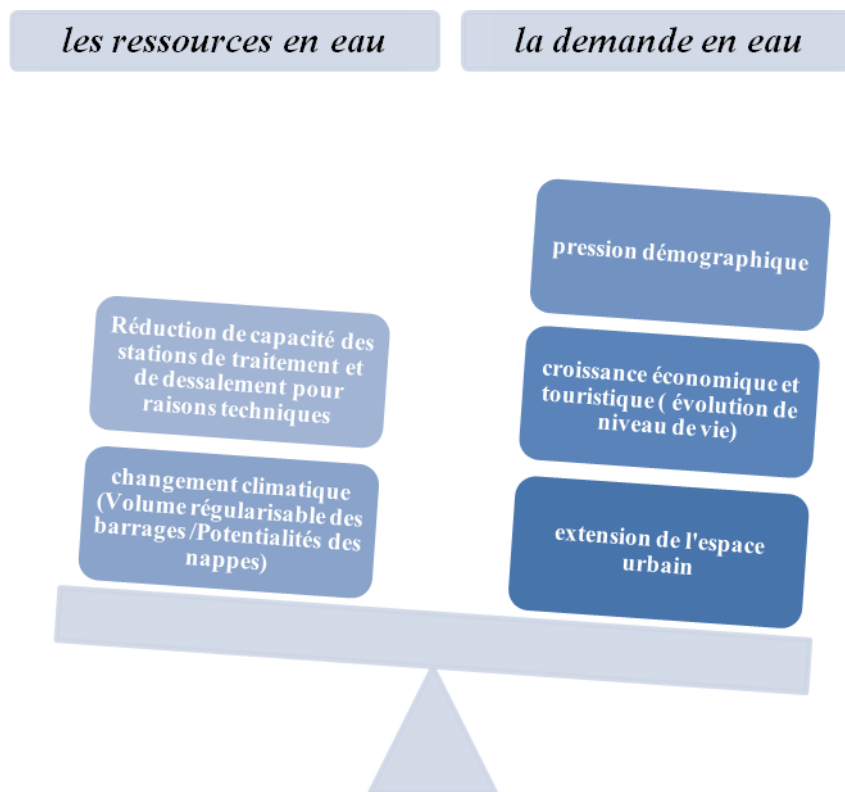 les ressources en eau
la demande en eau
Réduction de capacité des
stations de traitement et
de dessalement pour
raisons techniques
changement climatique
(Volume régularisable des
barrages /Potentialités des
nappes)
pression démographique
croissance économique et
touristique ( évolution de
niveau de vie)
extension de l'espace
urbain